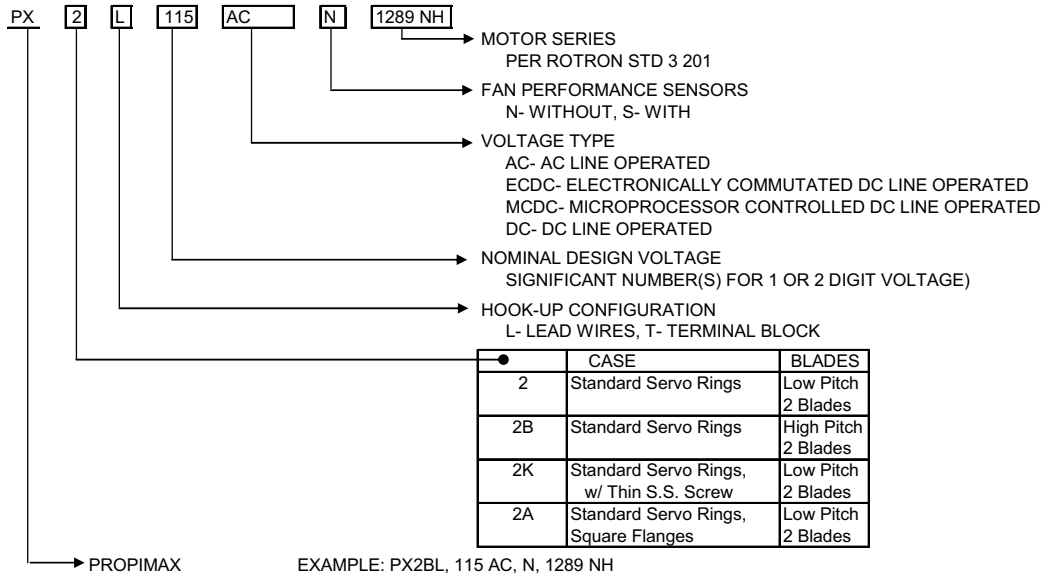 PX 2 L 115 AC N 1289 NH
MOTOR SERIES
PER ROTRON STD 3 201
FAN PERFORMANCE SENSORS
N- WITHOUT, S- WITH
VOLTAGE TYPE
AC- AC LINE OPERATED
ECDC- ELECTRONICALLY COMMUTATED DC LINE OPERATED
MCDC- MICROPROCESSOR CONTROLLED DC LINE OPERATED
DC- DC LINE OPERATED
NOMINAL DESIGN VOLTAGE
SIGNIFICANT NUMBER(S) FOR 1 OR 2 DIGIT VOLTAGE)
HOOK-UP CONFIGURATION
L- LEAD WIRES, T- TERMINAL BLOCK
CASE BLADES
2 Standard Servo Rings Low Pitch
2 Blades
2B Standard Servo Rings High Pitch
2 Blades
2K Standard Servo Rings, Low Pitch
w/ Thin S.S. Screw 2 Blades
2A Standard Servo Rings, Low Pitch
Square Flanges 2 Blades
PROPIMAX EXAMPLE: PX2BL, 115 AC, N, 1289 NH